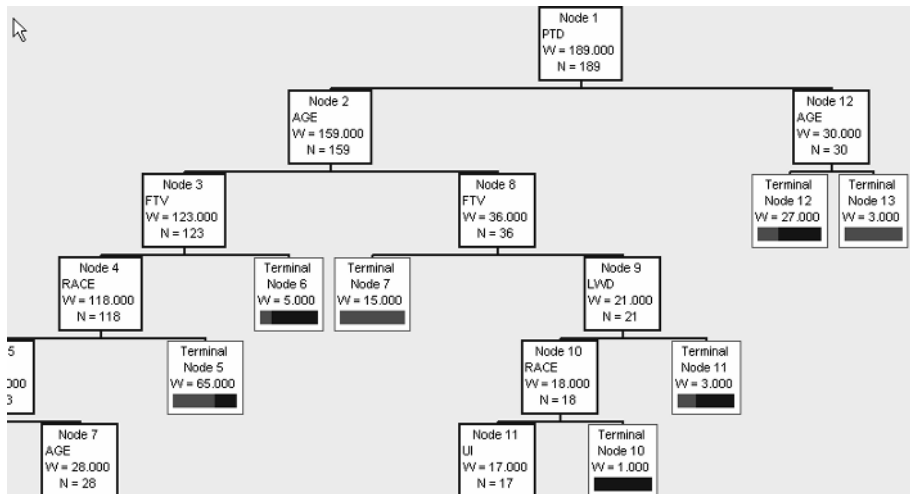 Node 1
PTD
W = 189.000
N = 189
Node 2
AGE
W = 159.000
N = 159
Node 12
AGE
W = 30.000
N = 30
Node 3
FTV
W = 123.000
N = 123
Node 8
FTV
W = 36.000
N = 36
Terminal
Node 12
W = 27.000
Terminal
Node 13
W = 3.000
Node 4
RACE
W = 118.000
N = 118
Terminal
Node 6
W = 5.000
Terminal
Node 7
W = 15.000
Node 9
LWD
W = 21.000
N = 21
5
.000
3
Terminal
Node 5
W = 65.000
Node 10
RACE
W = 18.000
N = 18
Terminal
Node 11
W = 3.000
Node 7
AGE
W = 28.000
N = 28
Node 11
UI
W = 17.000
N = 17
Terminal
Node 10
W = 1.000